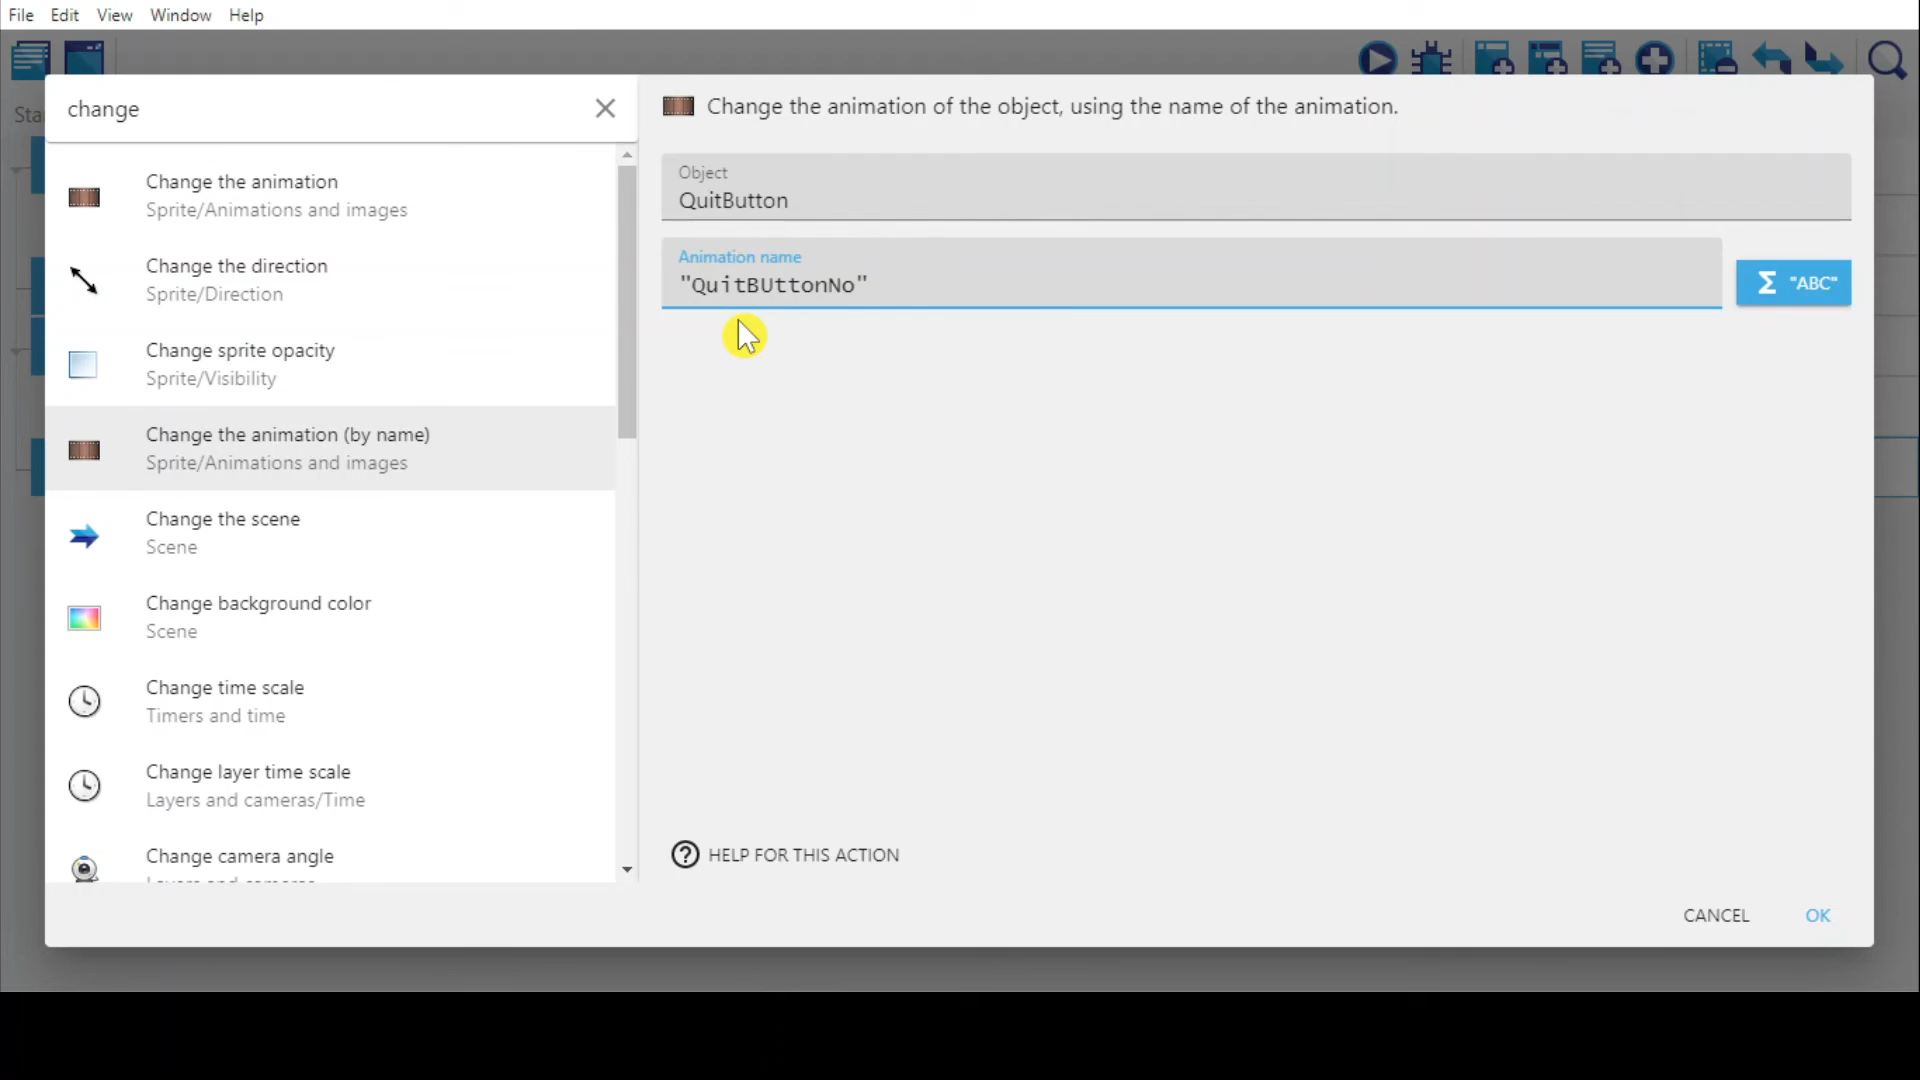 File Edit View Window Help
Sta
change
Change the animation
Sprite/Animations and images
Change the direction
Sprite/Direction
Change sprite opacity
Sprite/Visibility
Change the animation (by name)
Sprite/Animations and images
Change the scene
Scene
Change background color
Scene
Change time scale
Timers and time
Change layer time scale
Layers and cameras/Time
Change camera angle
Layers and cameras
Change the animation of the object, using the name of the animation.
Object
QuitButton
Animation name
"QuitBUttonNo"
Σ "ABC"
HELP FOR THIS ACTION
CANCEL OK